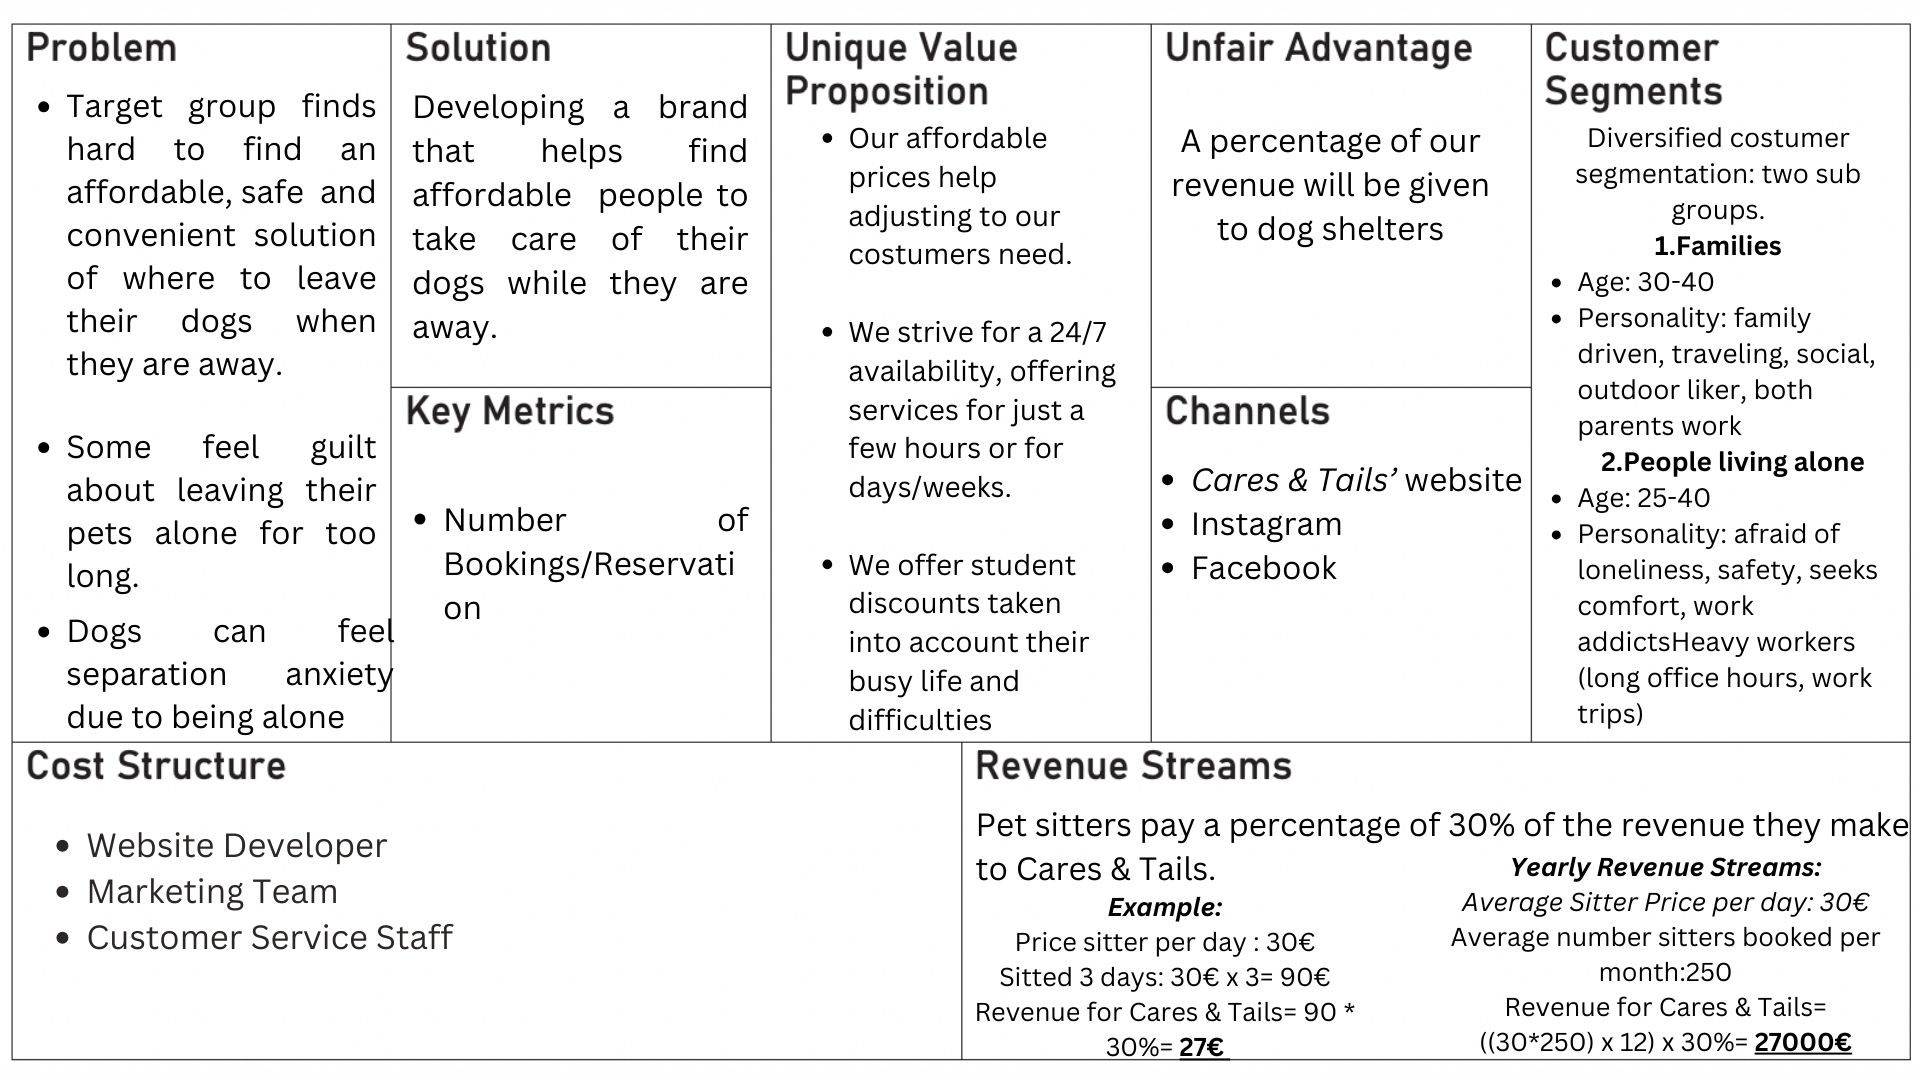 Problem
Target group finds
hard to find an
affordable, safe and
convenient solution
of where to leave
their dogs when
they are away.
Some feel guilt
about leaving their
pets alone for too
long.
Dogs can feel
separation anxiety
due to being alone
Solution
Developing a brand
that helps find
affordable people to
take care of their
dogs while they are
away.
Key Metrics
Number of
Bookings/Reservati
on
Unique Value
Proposition
Our affordable
prices help
adjusting to our
costumers need.
We strive for a 24/7
availability, offering
services for just a
few hours or for
days/weeks.
We offer student
discounts taken
into account their
busy life and
difficulties
Unfair Advantage
A percentage of our
revenue will be given
to dog shelters
Channels
Cares & Tails’ website
Instagram
Facebook
Customer
Segments
Diversified costumer
segmentation: two sub
groups.
1.Families
Age: 30-40
Personality: family
driven, traveling, social,
outdoor liker, both
parents work
2.People living alone
Age: 25-40
Personality: afraid of
loneliness, safety, seeks
comfort, work
addictsHeavy workers
(long office hours, work
trips)
Cost Structure
Website Developer
Marketing Team
Customer Service Staff
Revenue Streams
Pet sitters pay a percentage of 30% of the revenue they make
to Cares & Tails.
Example:
Price sitter per day : 30€
Sitted 3 days: 30€ x 3= 90€
Revenue for Cares & Tails= 90 *
30%= 27€
Yearly Revenue Streams:
Average Sitter Price per day: 30€
Average number sitters booked per
month:250
Revenue for Cares & Tails=
((30*250) x 12) x 30%= 27000€